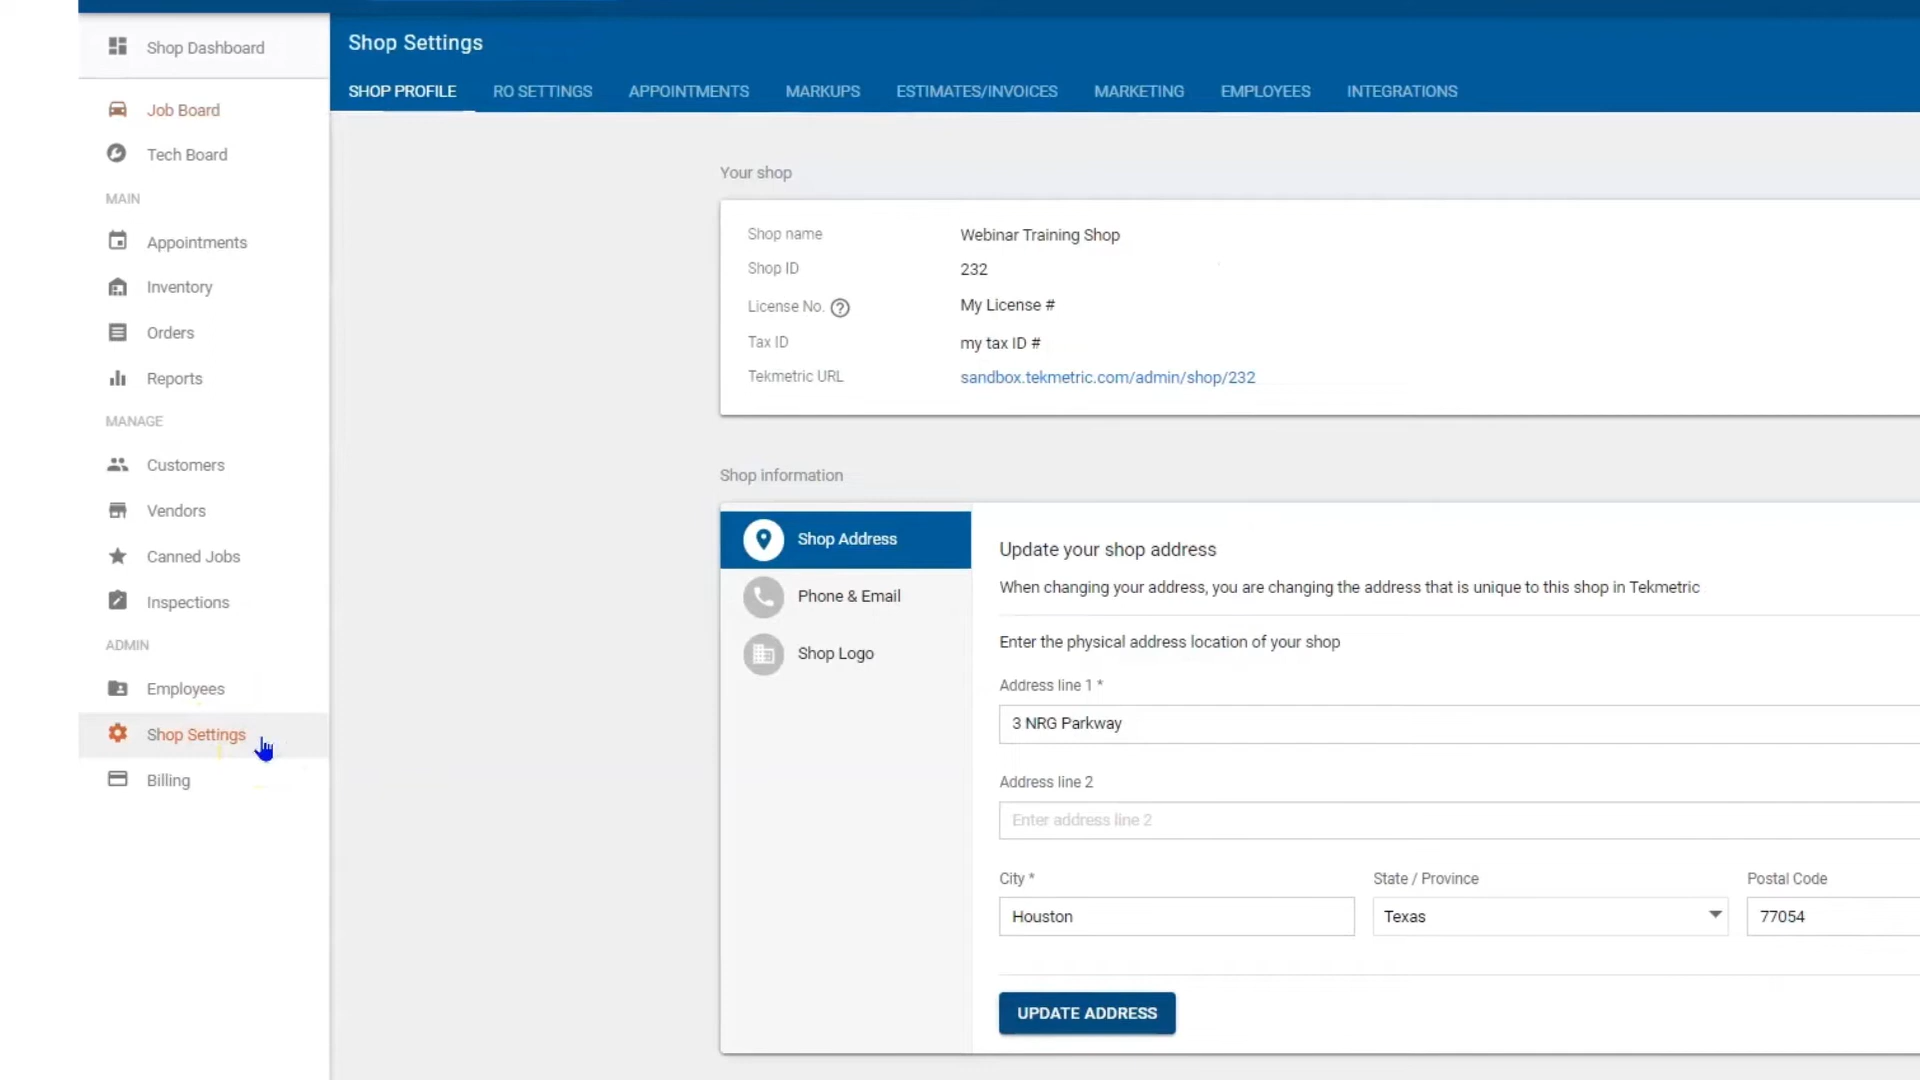 Shop Dashboard
Job Board
Tech Board
MAIN
Appointments
Inventory
Orders
Reports
MANAGE
Customers
Vendors
Canned Jobs
Inspections
ADMIN
Employees
Shop Settings
Billing
Shop Settings
SHOP PROFILE RO SETTINGS APPOINTMENTS MARKUPS ESTIMATES/INVOICES MARKETING EMPLOYEES INTEGRATIONS
Your shop
Shop name Webinar Training Shop
Shop ID 232
License No. ? My License #
Tax ID my tax ID #
Tekmetric URL sandbox.tekmetric.com/admin/shop/232
Shop information
Shop Address
Phone & Email
Shop Logo
Update your shop address
When changing your address, you are changing the address that is unique to this shop in Tekmetric
Enter the physical address location of your shop
Address line 1 *
3 NRG Parkway
Address line 2
Enter address line 2
City * State / Province Postal Code
Houston Texas 77054
UPDATE ADDRESS